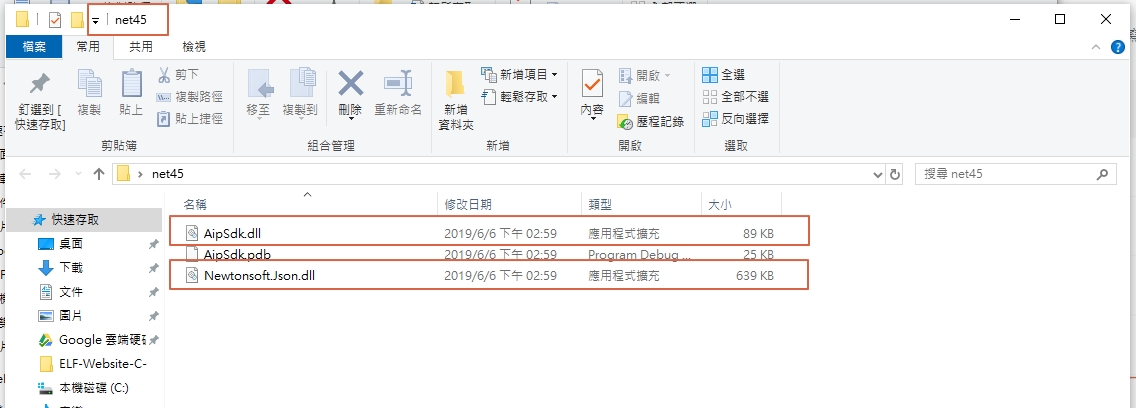 net45
檔案 常用 共用 檢視
釘選到 [
快速存取]
複製
貼上
剪下
複製路徑
貼上捷徑
剪貼簿
移至
複製到
刪除
重新命名
組合管理
新增
資料夾
新增項目
輕鬆存取
新增
內容
開啟
編輯
歷程記錄
開啟
全選
全部不選
反向選擇
選取
net45
搜尋 net45
名稱 修改日期 類型 大小
AipSdk.dll 2019/6/6 下午 02:59 應用程式擴充 89 KB
AipSdk.pdb 2019/6/6 下午 02:59 Program Debug ... 25 KB
Newtonsoft.Json.dll 2019/6/6 下午 02:59 應用程式擴充 639 KB
快速存取
桌面
下載
文件
圖片
Google 雲端硬
ELF-Website-C-
本機磁碟 (C:)